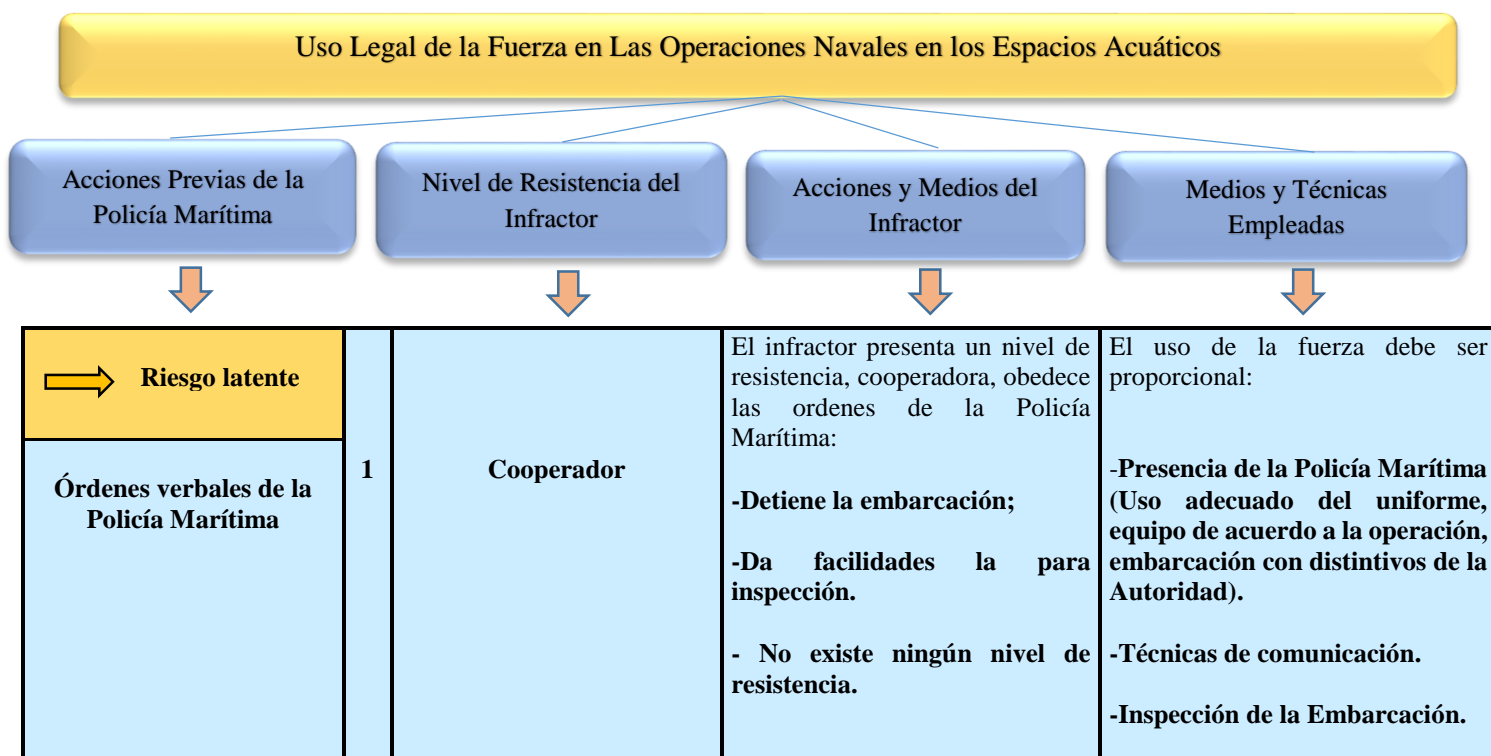 Uso Legal de la Fuerza en Las Operaciones Navales en los Espacios Acuáticos
Acciones Previas de la
Policía Marítima
Nivel de Resistencia del
Infractor
Acciones y Medios del
Infractor
Medios y Técnicas
Empleadas
Riesgo latente
Órdenes verbales de la
Policía Marítima
1
Cooperador
El infractor presenta un nivel de
resistencia, cooperadora, obedece
las ordenes de la Policía
Marítima:
-Detiene la embarcación;
-Da facilidades la para
inspección.
- No existe ningún nivel de
resistencia.
El uso de la fuerza debe ser
proporcional:
-Presencia de la Policía Marítima
(Uso adecuado del uniforme,
equipo de acuerdo a la operación,
embarcación con distintivos de la
Autoridad).
-Técnicas de comunicación.
-Inspección de la Embarcación.